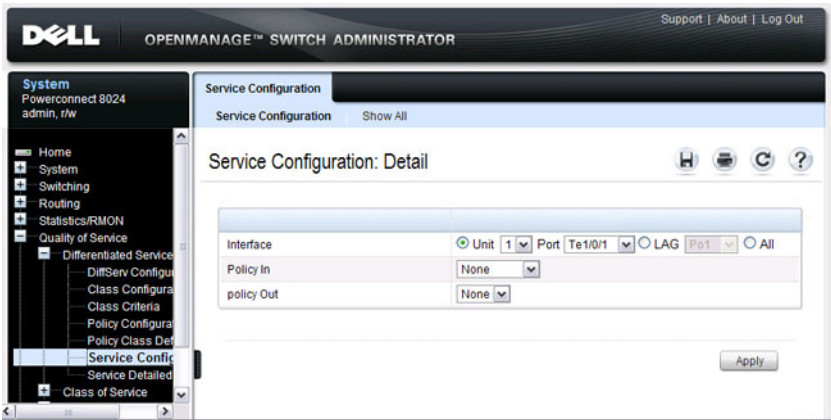 Support | About | Log Out
DELL OPENMANAGE™ SWITCH ADMINISTRATOR
System
Powerconnect 8024
admin, r/w
Home
System
Switching
Routing
Statistics/RMON
Quality of Service
Differentiated Service
DiffServ Configu
Class Configura
Class Criteria
Policy Configura
Policy Class Def
Service Config
Service Detailed
Class of Service
Service Configuration
Service Configuration Show All
Service Configuration: Detail
Interface Unit 1 Port Te1/0/1 LAG Po1 All
Policy In None
policy Out None
Apply